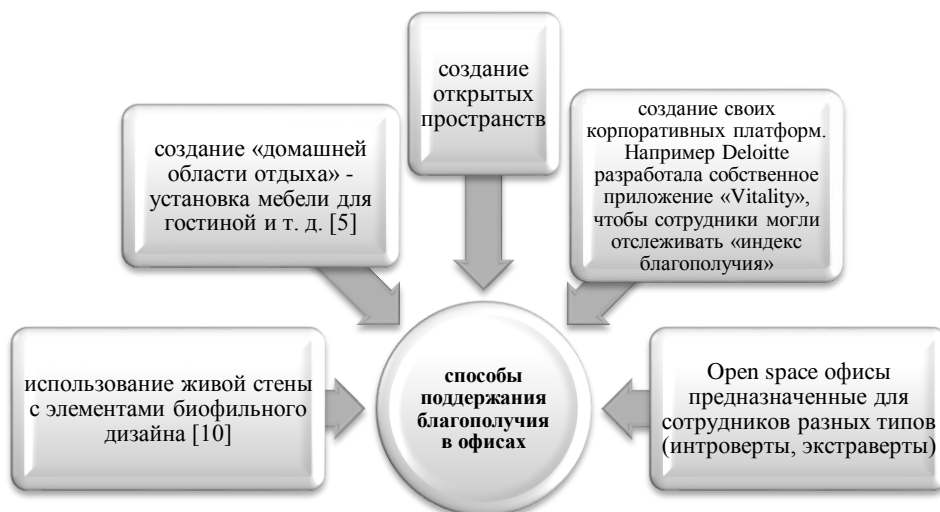 создание
открытых
пространств
создание «домашней
области отдыха» -
установка мебели для
гостиной и т. д. [5]
создание своих
корпоративных платформ.
Например Deloitte
разработала собственное
приложение «Vitality»,
чтобы сотрудники могли
отслеживать «индекс
благополучия»
использование живой стены
с элементами биофильного
дизайна [10]
способы
поддержания
благополучия
в офисах
Open space офисы
предназначенные для
сотрудников разных типов
(интроверты, экстраверты)